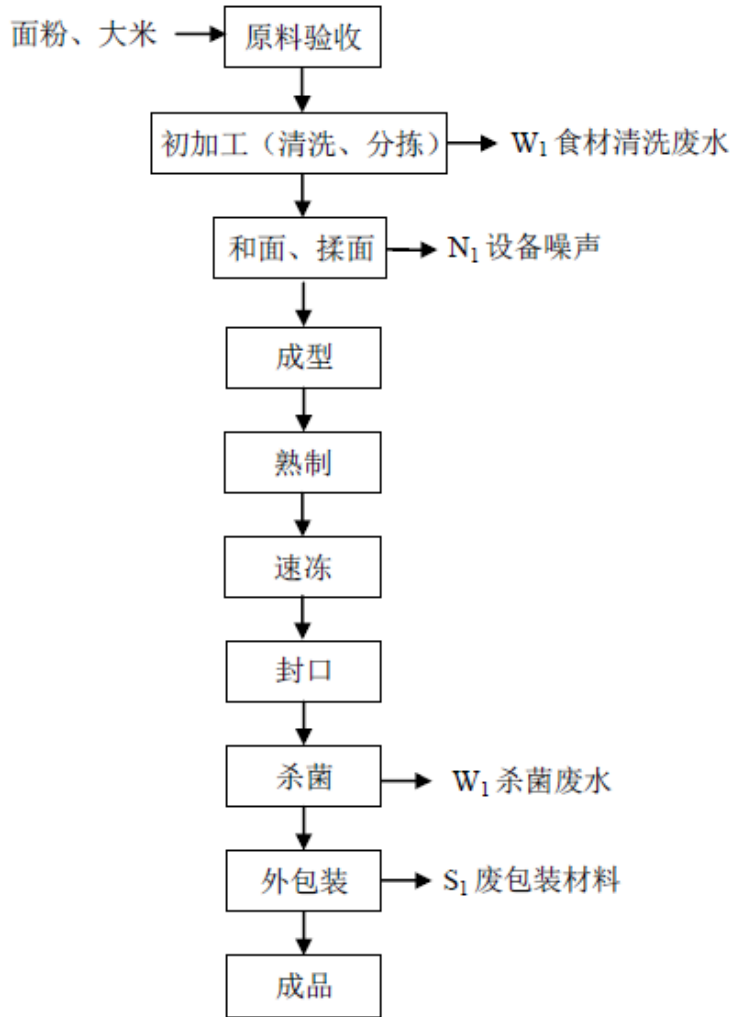 面粉、大米
原料验收
初加工（清洗、分拣）
W₁ 食材清洗废水
和面、揉面
N₁ 设备噪声
成型
熟制
速冻
封口
杀菌
W₁ 杀菌废水
外包装
S₁ 废包装材料
成品